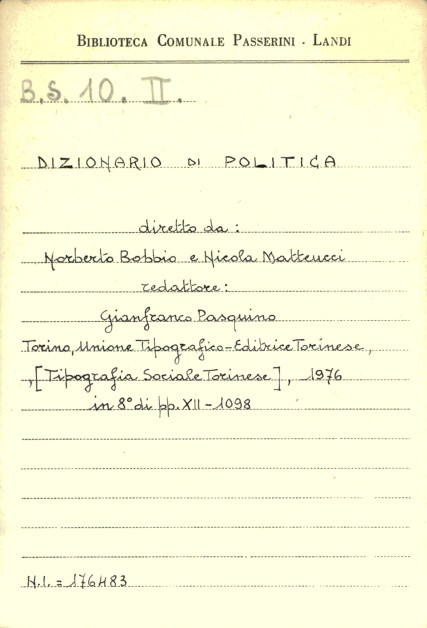 BIBLIOTECA COMUNALE PASSERINI - LANDI
B.S. 10. II.
DIZIONARIO DI POLITICA
diretto da :
Norberto Bobbio e Nicola Matteucci
redattore :
Gianfranco Pasquino
Torino, Unione Tipografico-Editrice Torinese,
,[Tipografia Sociale Torinese], 1976
in 8° di pp. XII - 1098
N.I. = 176483